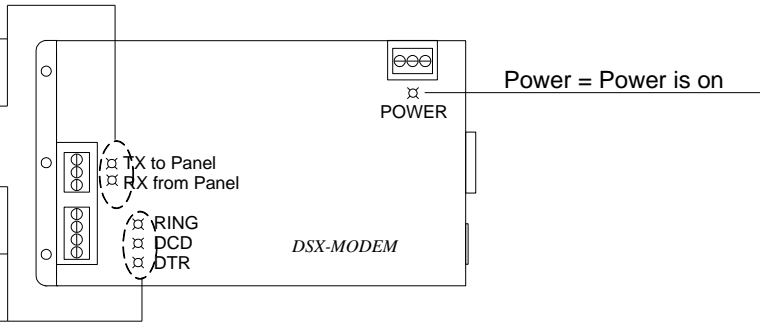 Power = Power is on
POWER
TX to Panel
RX from Panel
RING
DCD
DTR
DSX-MODEM